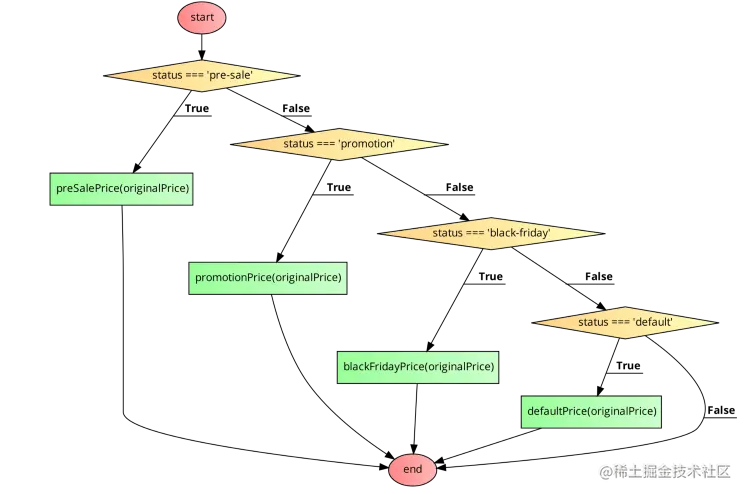 start
status === 'pre-sale'
True
False
status === 'promotion'
preSalePrice(originalPrice)
True
False
status === 'black-friday'
promotionPrice(originalPrice)
True
False
status === 'default'
blackFridayPrice(originalPrice)
True
defaultPrice(originalPrice)
False
end
@稀土掘金技术社区